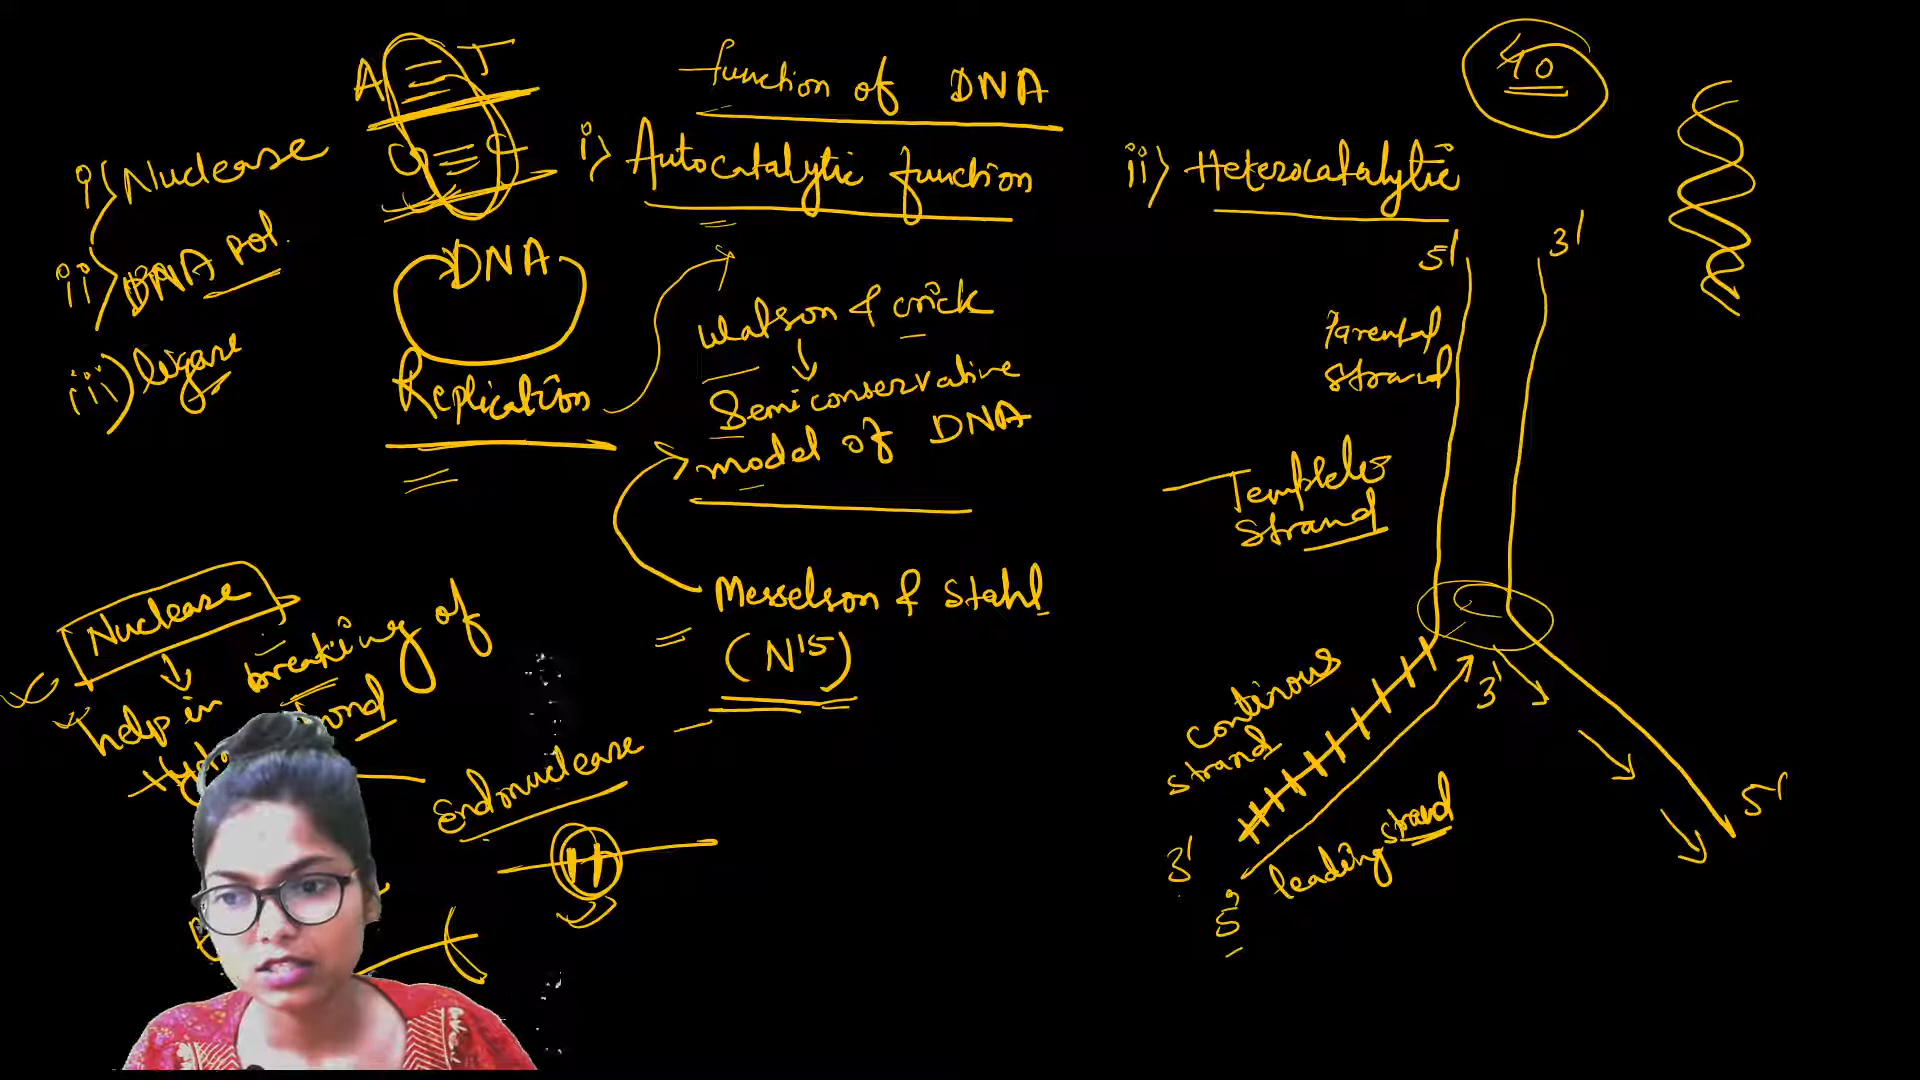 A T
G C
i) Nuclease
ii) DNA Pol.
iii) ligase
function of DNA
i) Autocatalytic function
ii) Heterocatalytic
40
DNA
Replication
Watson & crick
Semi conservative
model of DNA
Messelson & Stahl
(N15)
Nuclease
help in breaking of
bond
Endonuclease
5' 3'
Parental
strand
strand
continous
strand
3'
3'
5'
leading strand
5'